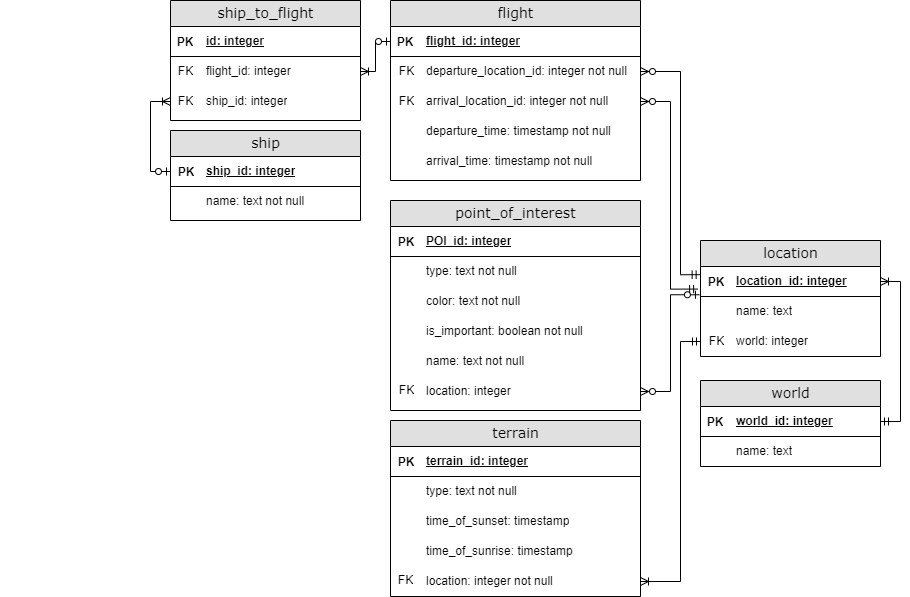 ship_to_flight
PK id: integer
FK flight_id: integer
FK ship_id: integer
ship
PK ship_id: integer
name: text not null
flight
PK flight_id: integer
FK departure_location_id: integer not null
FK arrival_location_id: integer not null
departure_time: timestamp not null
arrival_time: timestamp not null
point_of_interest
PK POI_id: integer
type: text not null
color: text not null
is_important: boolean not null
name: text not null
FK location: integer
terrain
PK terrain_id: integer
type: text not null
time_of_sunset: timestamp
time_of_sunrise: timestamp
FK location: integer not null
location
PK location_id: integer
name: text
FK world: integer
world
PK world_id: integer
name: text